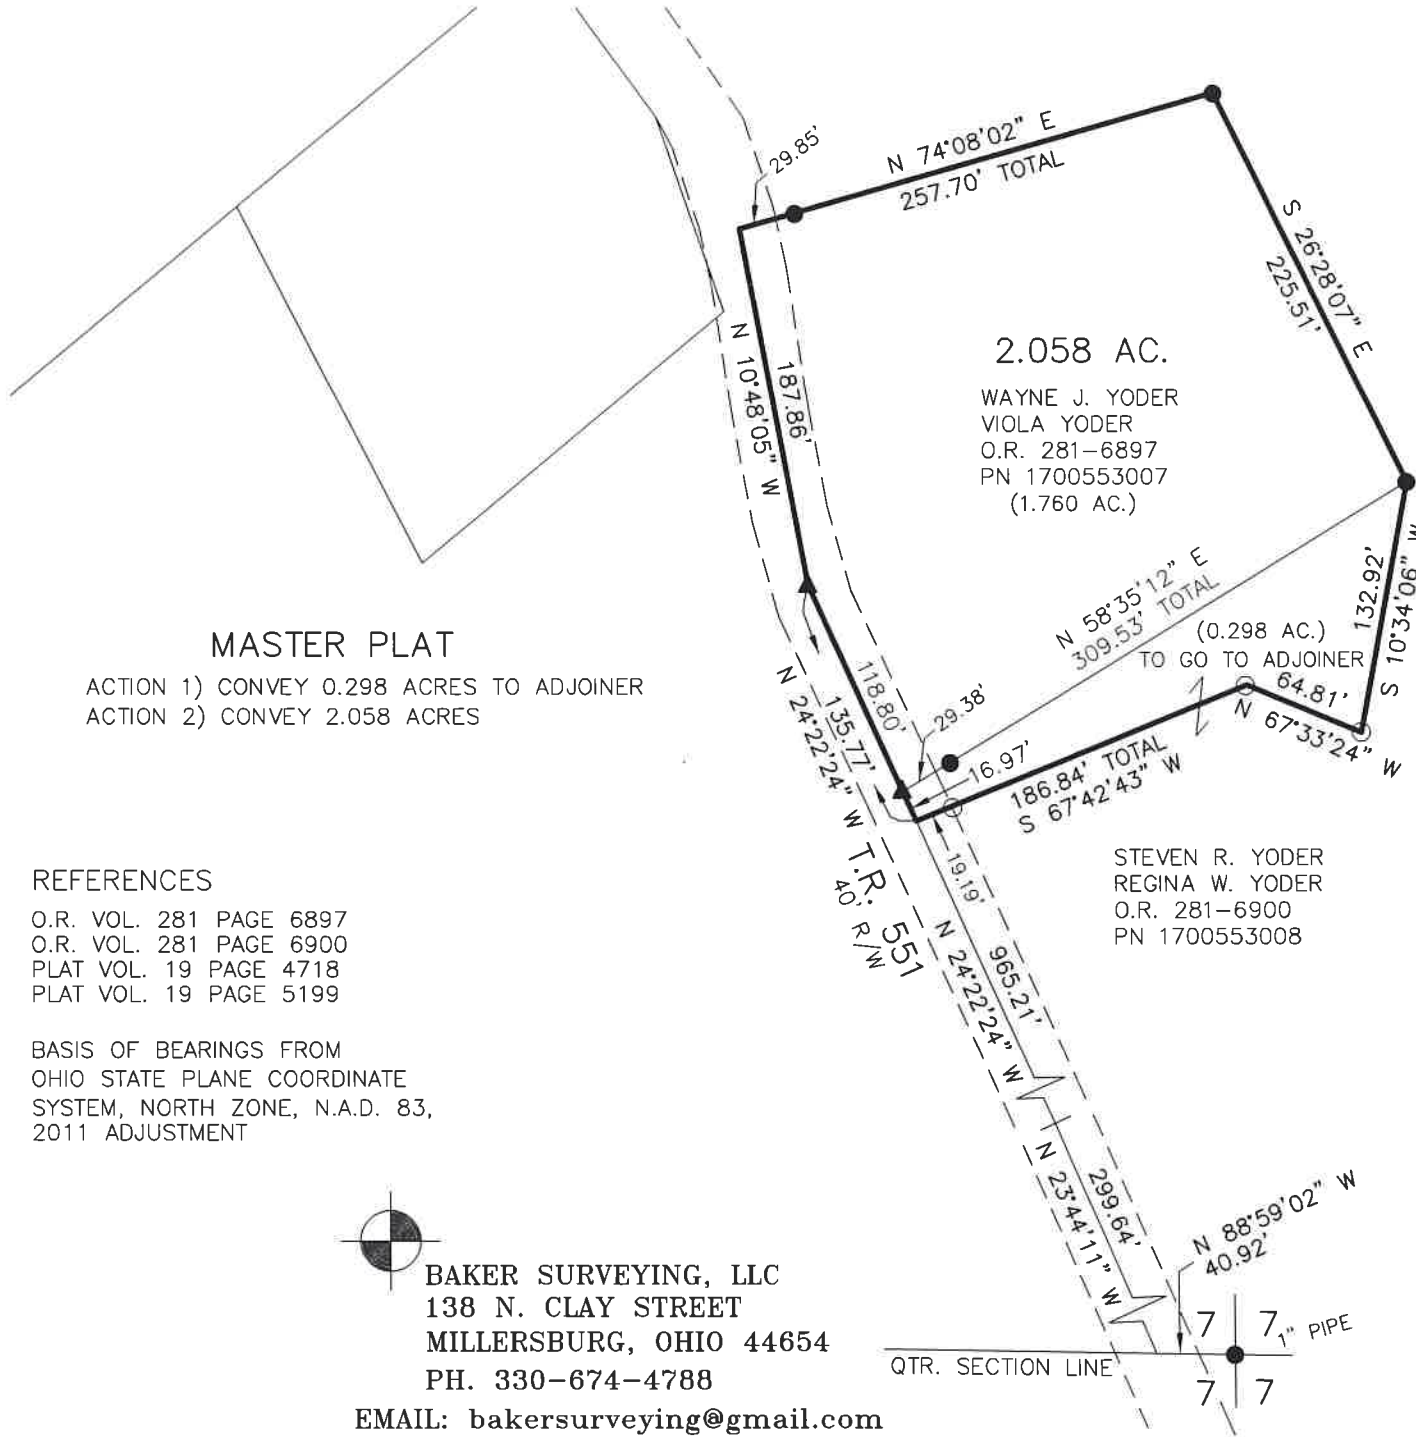 29.85'
N 74°08'02" E
257.70' TOTAL
S 26°28'07" E
225.51'
N 10°48'05" W
187.86'
2.058 AC.
WAYNE J. YODER
VIOLA YODER
O.R. 281-6897
PN 1700553007
(1.760 AC.)
N 58°35'12" E
309.53' TOTAL
132.92'
S 10°34'06" W
(0.298 AC.)
TO GO TO ADJOINER
64.81'
N 67°33'24" W
MASTER PLAT
ACTION 1) CONVEY 0.298 ACRES TO ADJOINER
ACTION 2) CONVEY 2.058 ACRES
118.80'
135.77'
N 24°22'24" W
29.38'
16.97'
186.84' TOTAL
S 67°42'43" W
T.R. 551
40' R/W
19.19'
STEVEN R. YODER
REGINA W. YODER
O.R. 281-6900
PN 1700553008
REFERENCES
O.R. VOL. 281 PAGE 6897
O.R. VOL. 281 PAGE 6900
PLAT VOL. 19 PAGE 4718
PLAT VOL. 19 PAGE 5199
965.21'
N 24°22'24" W
BASIS OF BEARINGS FROM
OHIO STATE PLANE COORDINATE
SYSTEM, NORTH ZONE, N.A.D. 83,
2011 ADJUSTMENT
299.64'
N 23°44'11" W
N 88°59'02" W
40.92'
BAKER SURVEYING, LLC
138 N. CLAY STREET
MILLERSBURG, OHIO 44654
PH. 330-674-4788
EMAIL: bakersurveying@gmail.com
7 7 1" PIPE
QTR. SECTION LINE
7 7